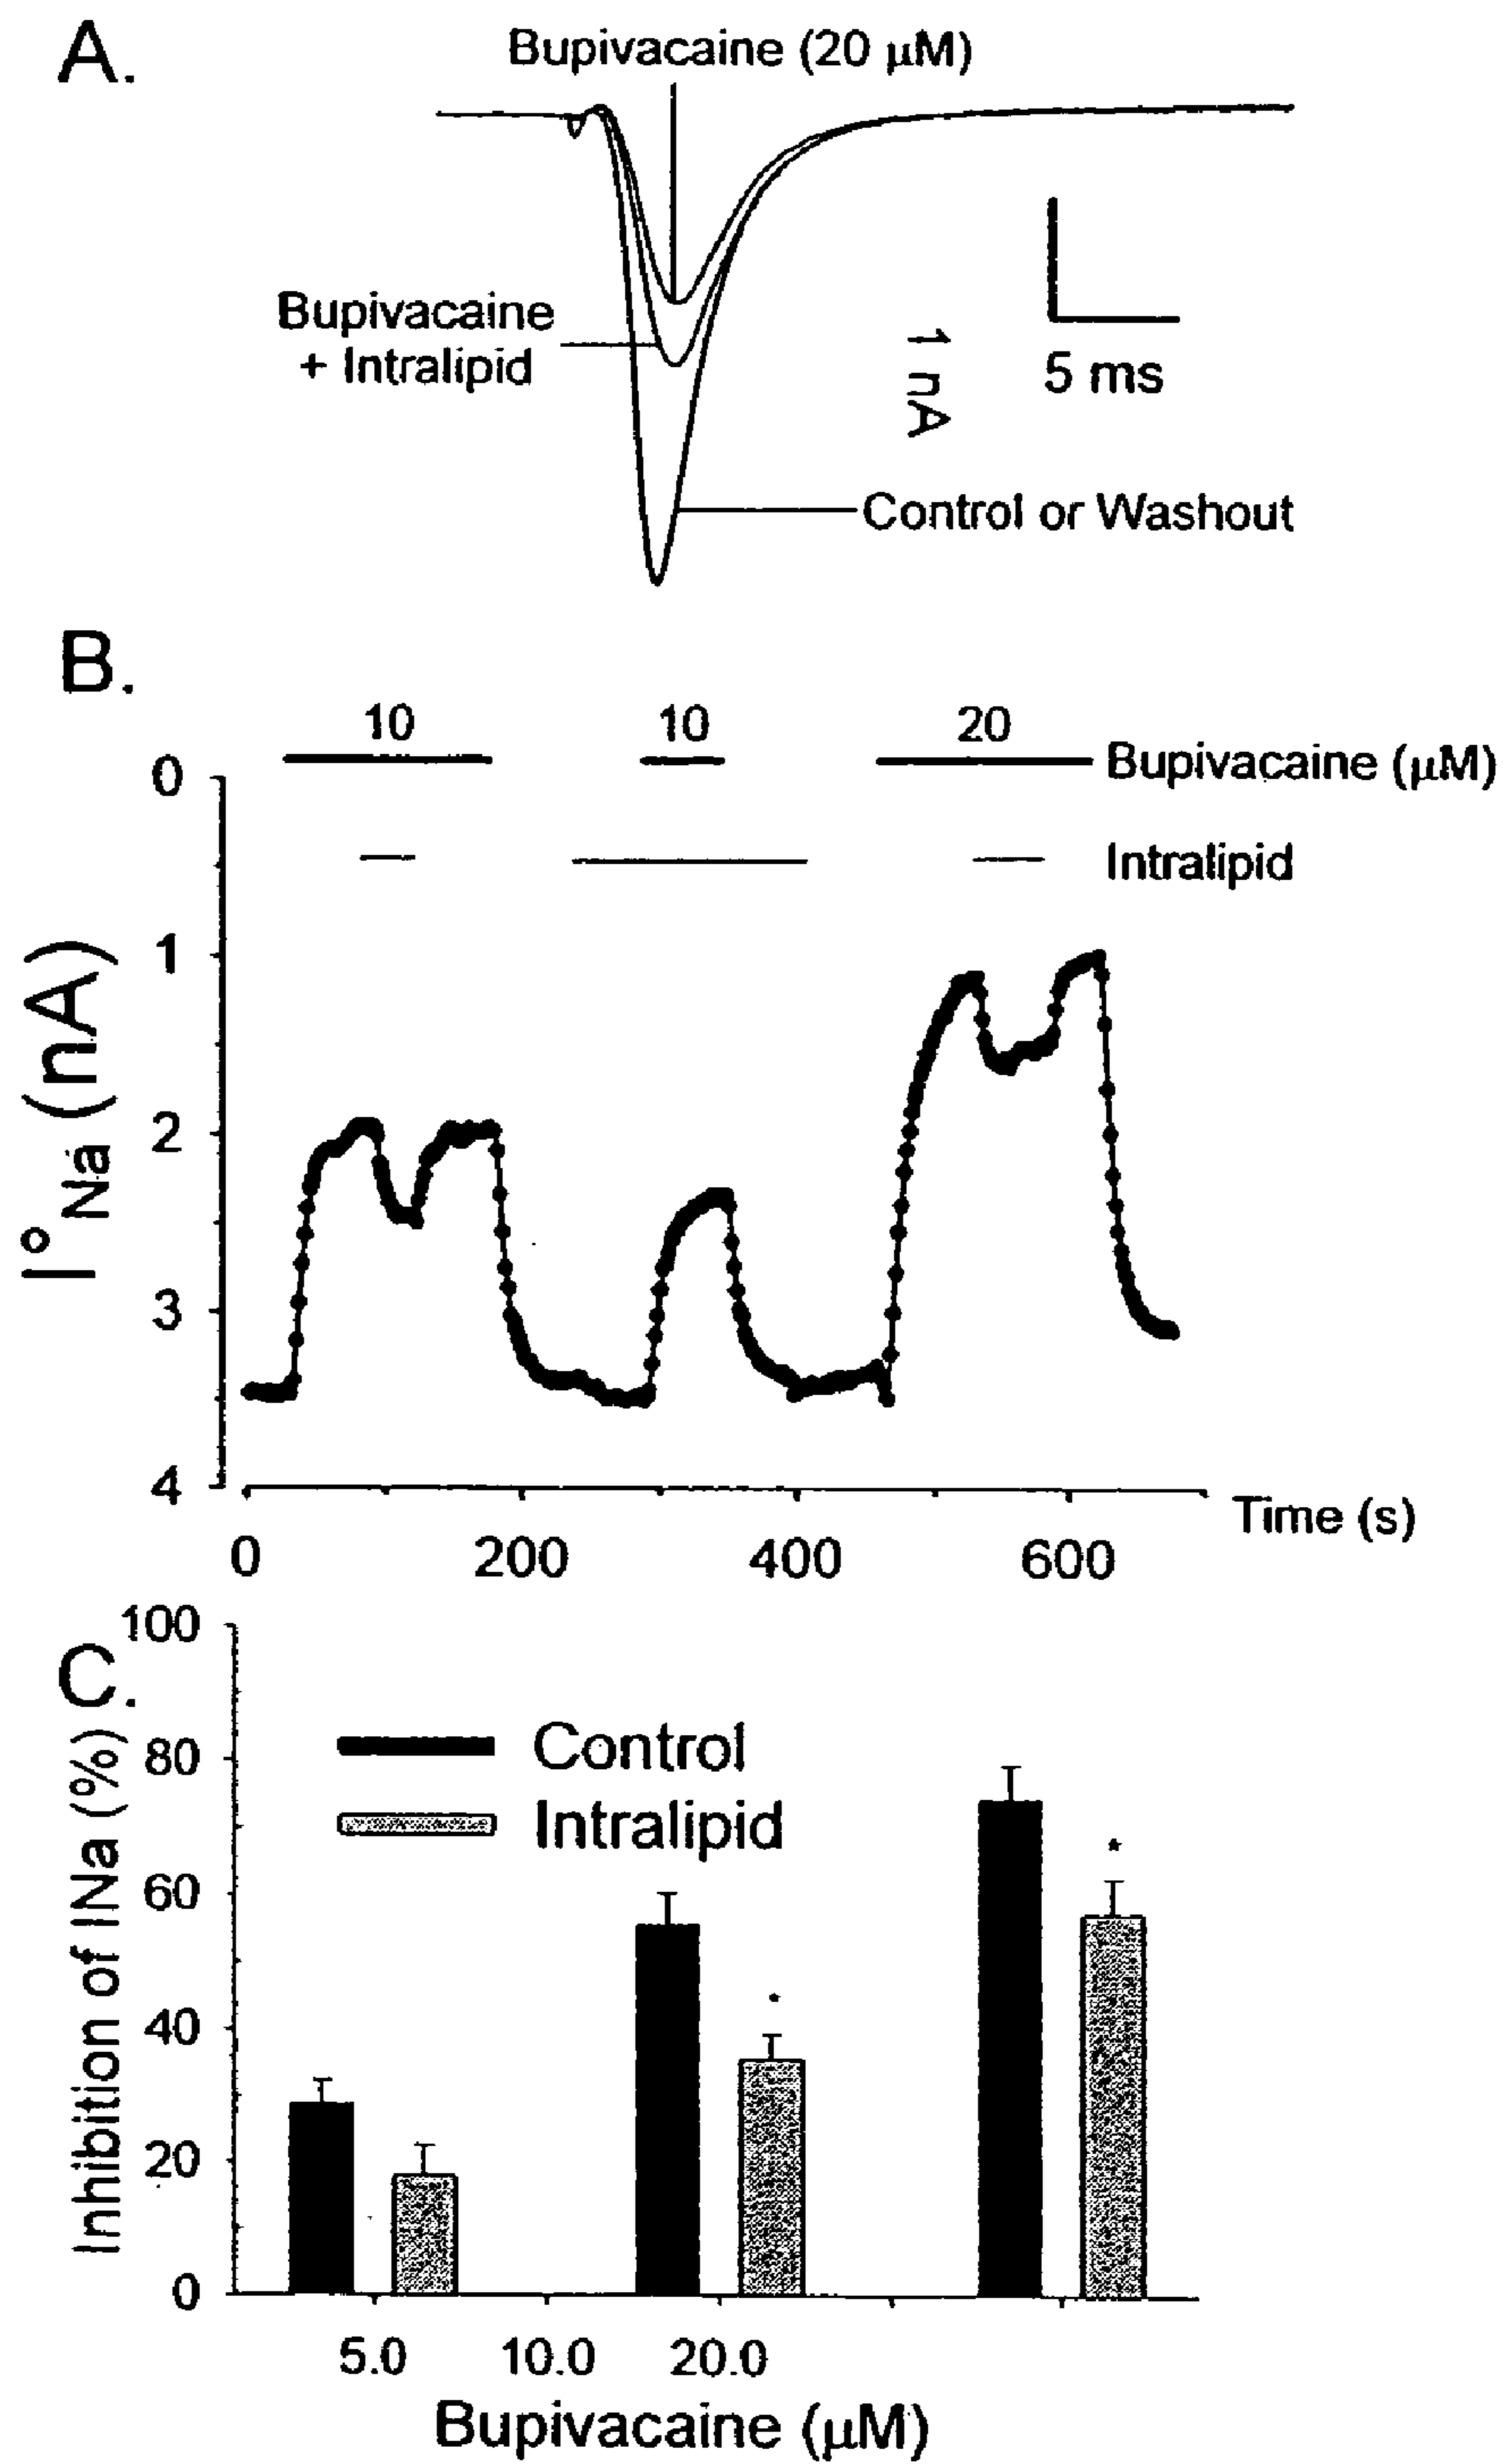 A.
Bupivacaine (20 μM)
Bupivacaine
+ Intralipid
1 nA
5 ms
Control or Washout
B.
10
10
20
Bupivacaine (μM)
Intralipid
0
1
2
3
4
I° Na (nA)
0
200
400
600
Time (s)
C.
100
80
60
40
20
0
Inhibition of INa (%)
Control
Intralipid
*
*
5.0
10.0
20.0
Bupivacaine (μM)